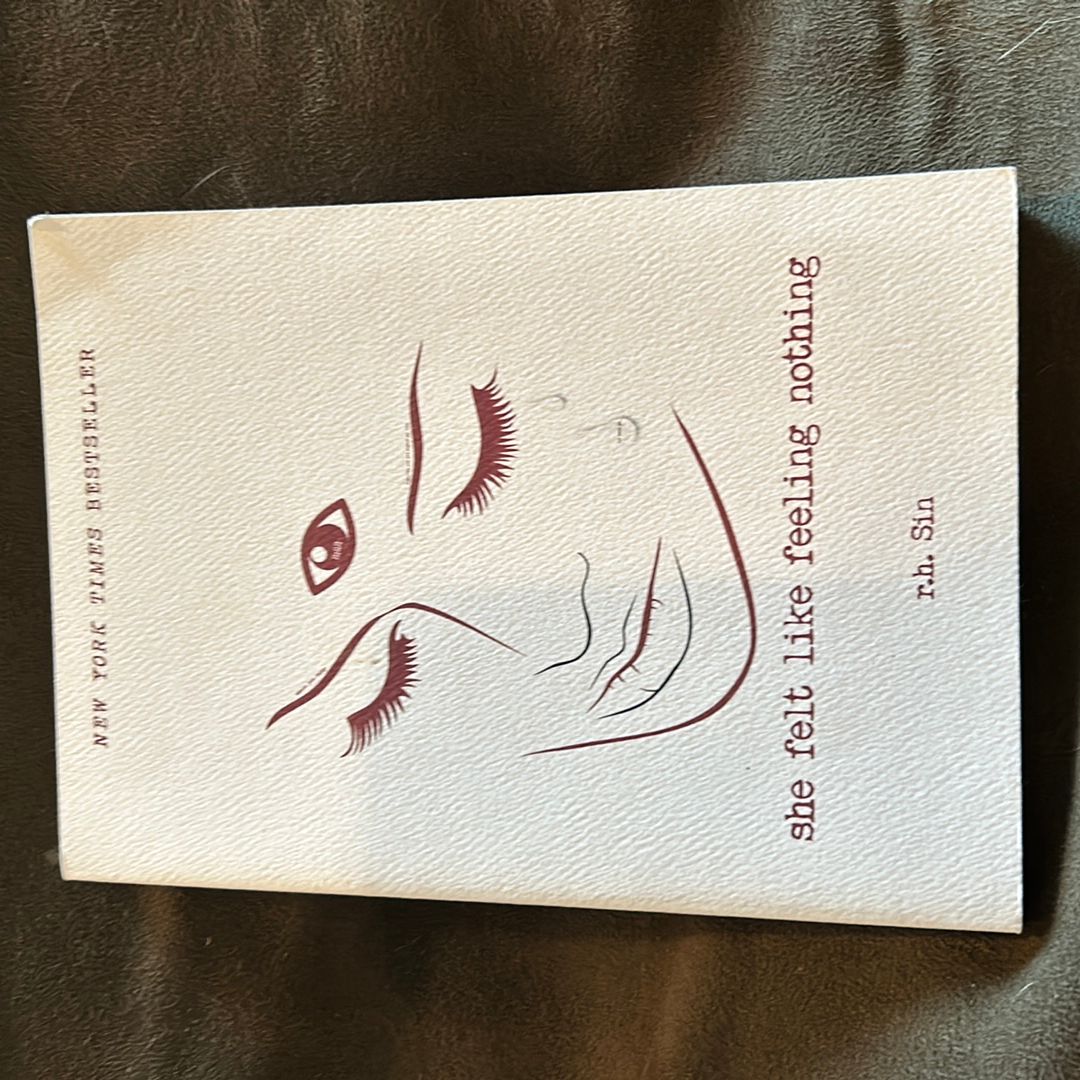 NEW YORK TIMES BESTSELLER
she felt like feeling nothing
r.h. Sin